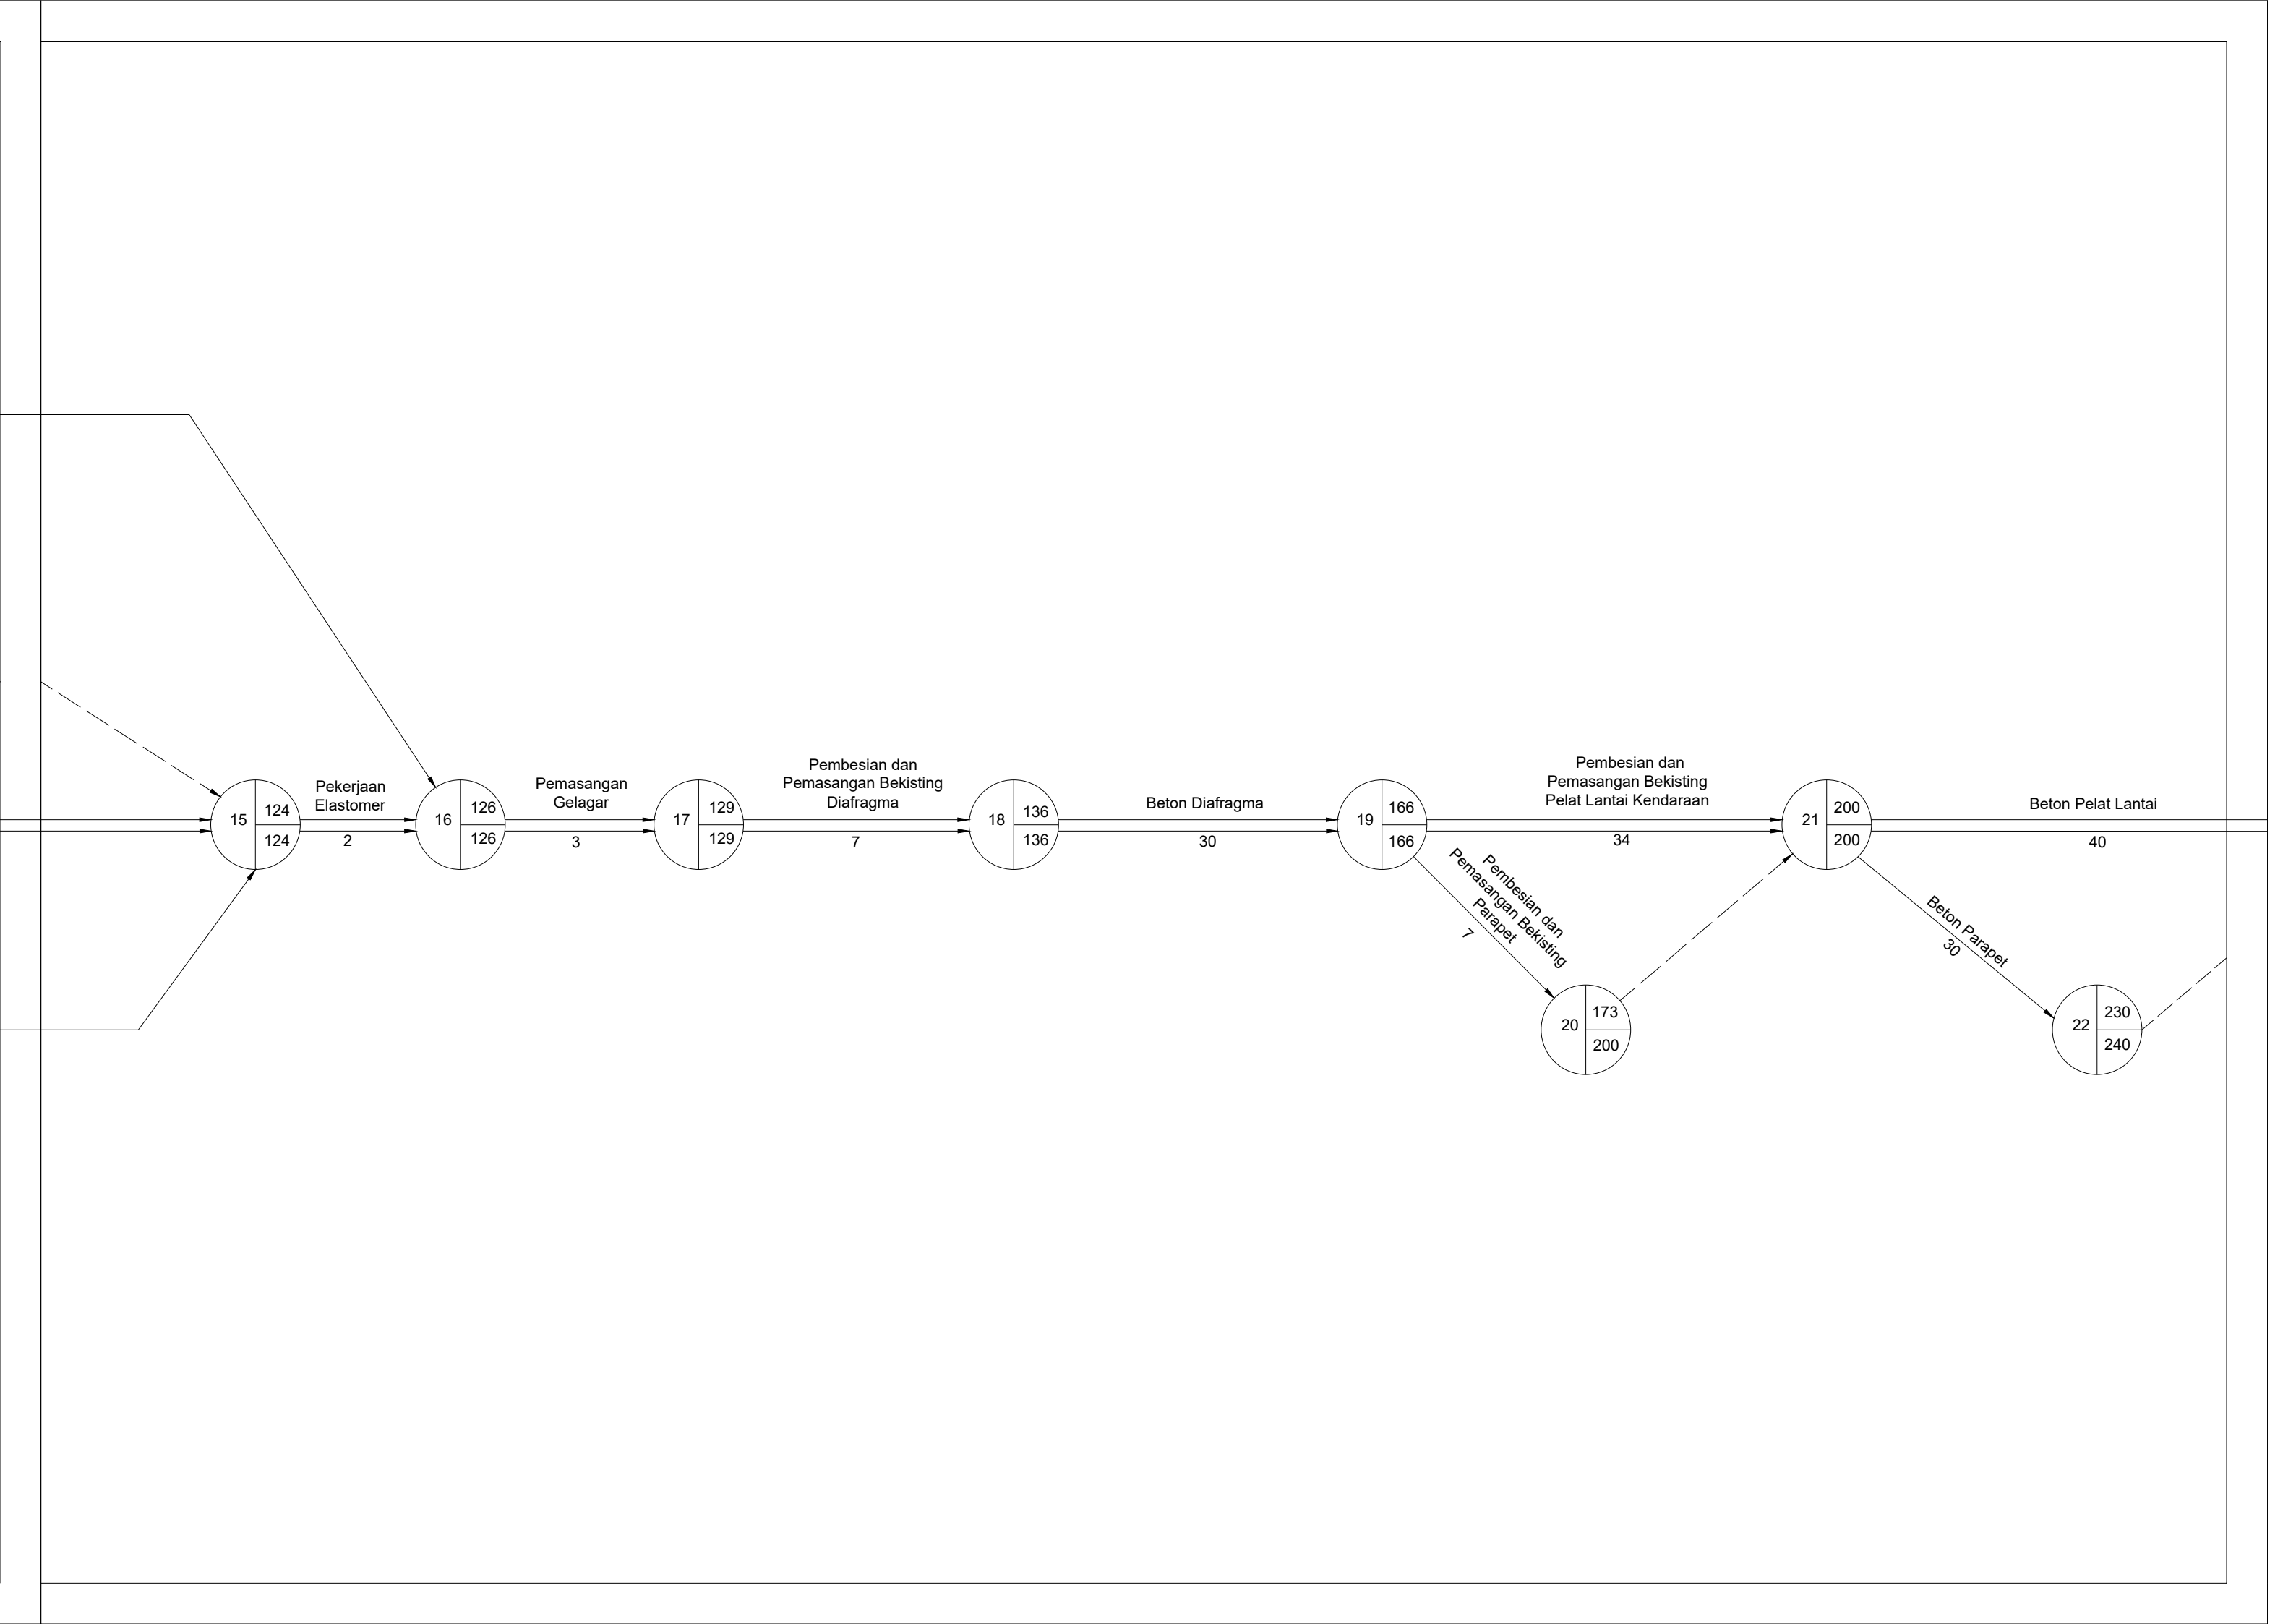 15
124
124
Pekerjaan
Elastomer
2
16
126
126
Pemasangan
Gelagar
3
17
129
129
Pembesian dan
Pemasangan Bekisting
Diafragma
7
18
136
136
Beton Diafragma
30
19
166
166
Pembesian dan
Pemasangan Bekisting
Pelat Lantai Kendaraan
34
Pembesian dan
Pemasangan Bekisting
Parapet
7
20
173
200
21
200
200
Beton Pelat Lantai
40
Beton Parapet
30
22
230
240